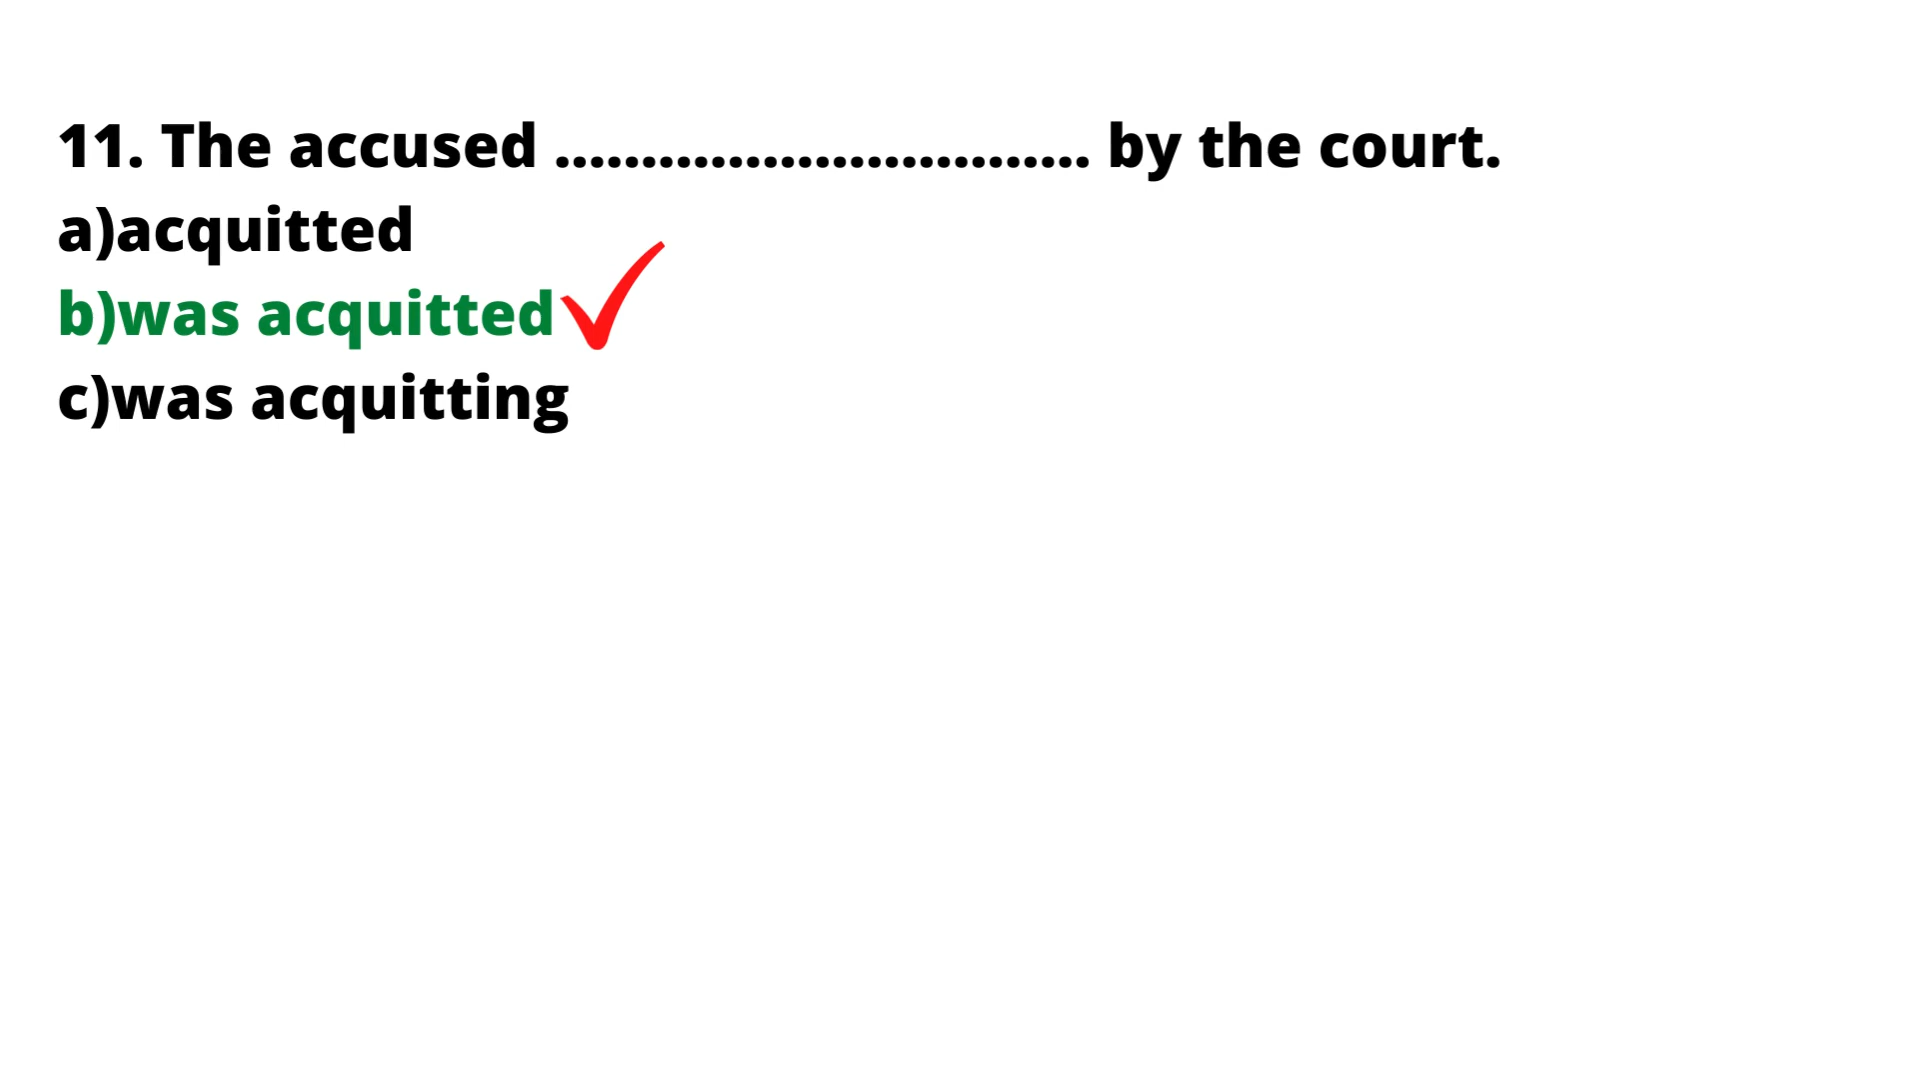 11. The accused ............................... by the court.
a)acquitted
b)was acquitted
c)was acquitting